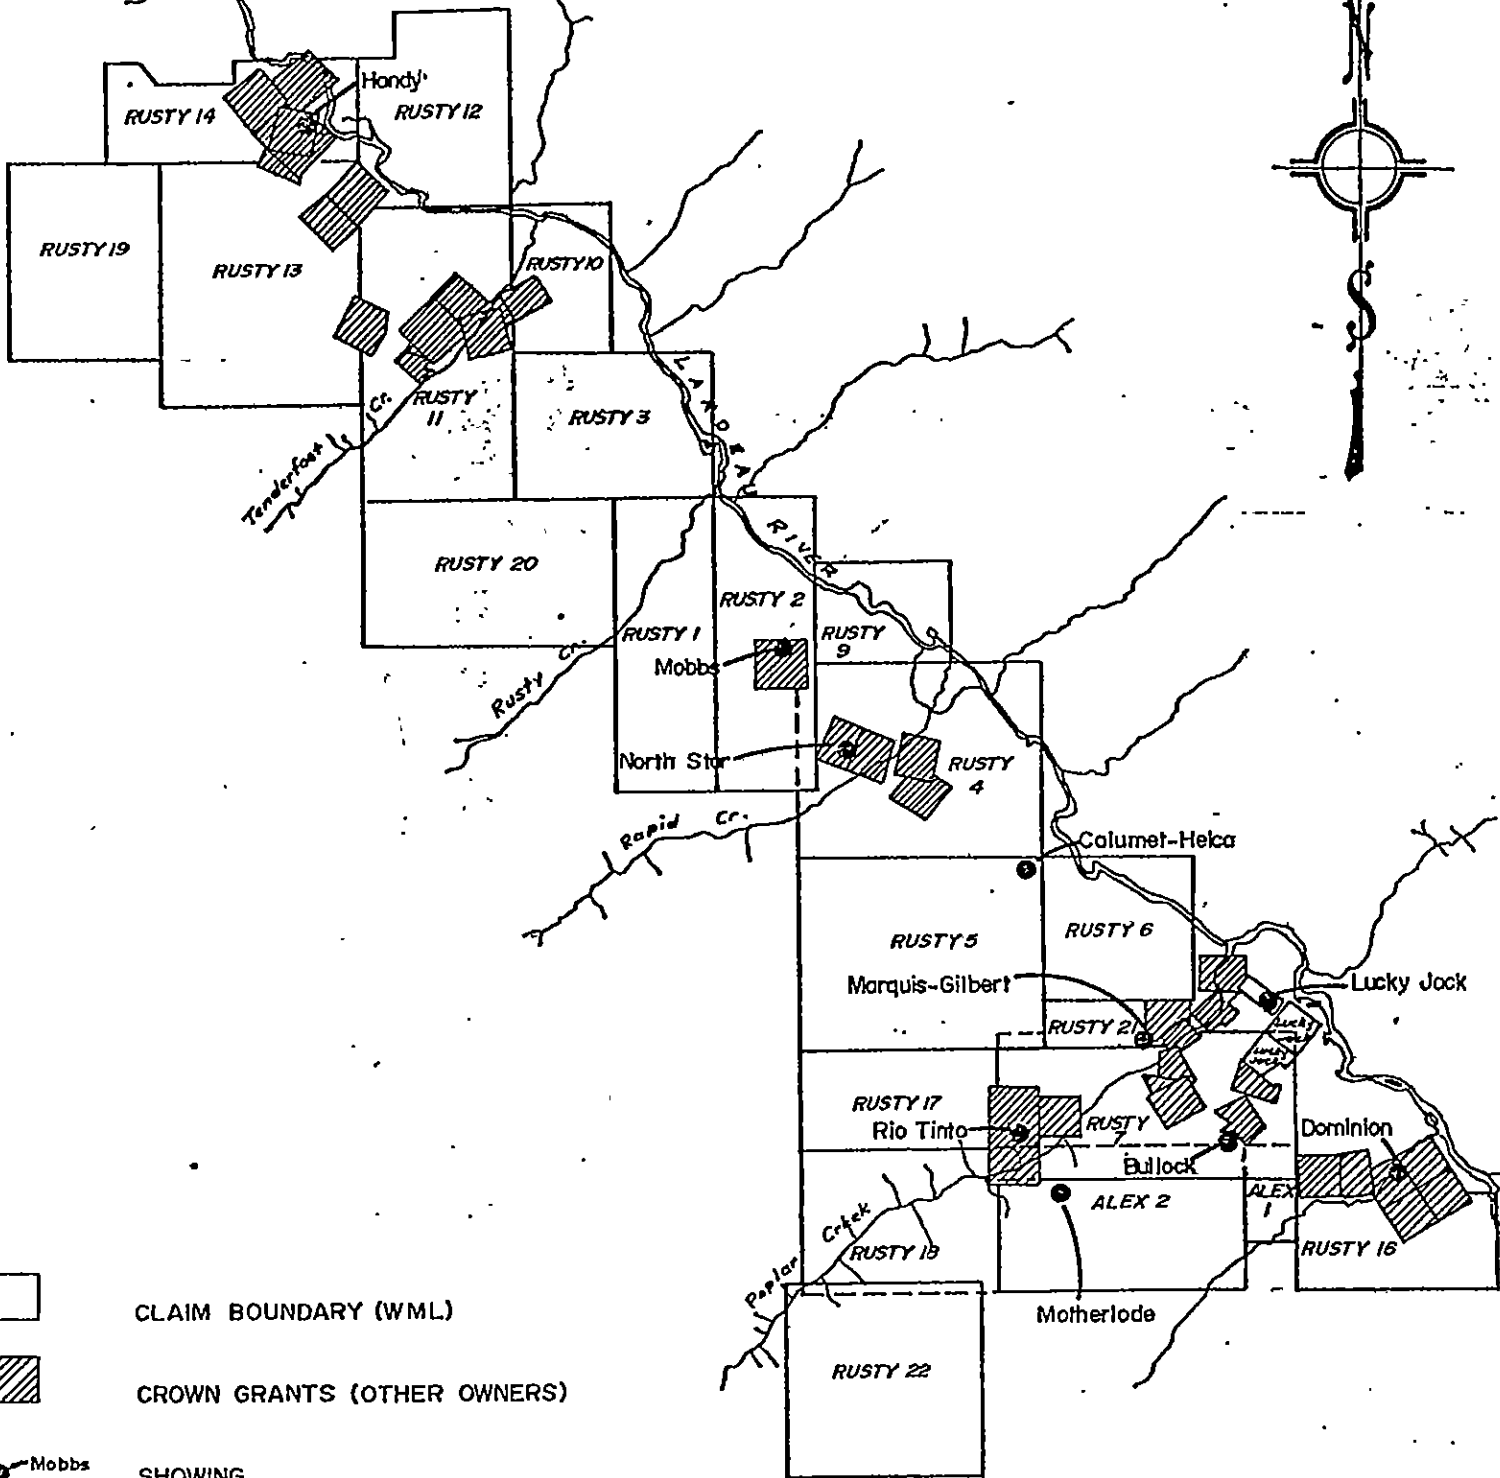 N
Handy
RUSTY 14
RUSTY 12
RUSTY 19
RUSTY 13
RUSTY 10
S
LARDEAU
RIVER
Cr.
Tenderfoot
RUSTY
11
RUSTY 3
RUSTY 20
RUSTY 2
RUSTY 1
RUSTY
9
Mobbs
Rusty Cr.
North Star
RUSTY
4
Rapid Cr.
Calumet-Helca
RUSTY 5
RUSTY 6
Marquis-Gilbert
Lucky Jack
RUSTY 21
Lucky
Jack
Lucky
Jack
RUSTY 17
Rio Tinto
RUSTY
7
Dominion
Bullock
ALEX 2
ALEX
1
RUSTY 16
Poplar Creek
RUSTY 18
Motherlode
RUSTY 22
CLAIM BOUNDARY (WML)
CROWN GRANTS (OTHER OWNERS)
Mobbs
SHOWING